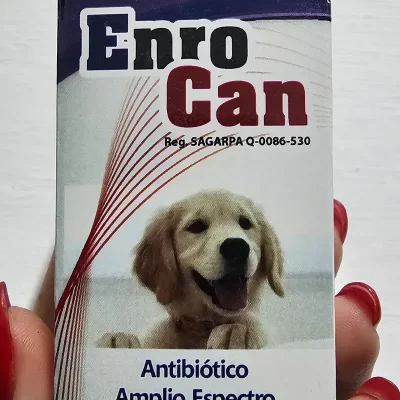 Enro
Can
Reg. SAGARPA Q-0086-530
Antibiótico
Amplio Espectro